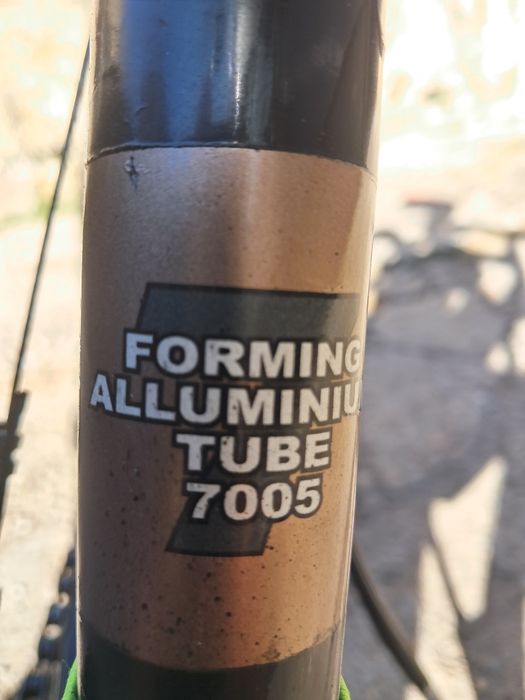 FORMING
ALLUMINIU
TUBE
7005